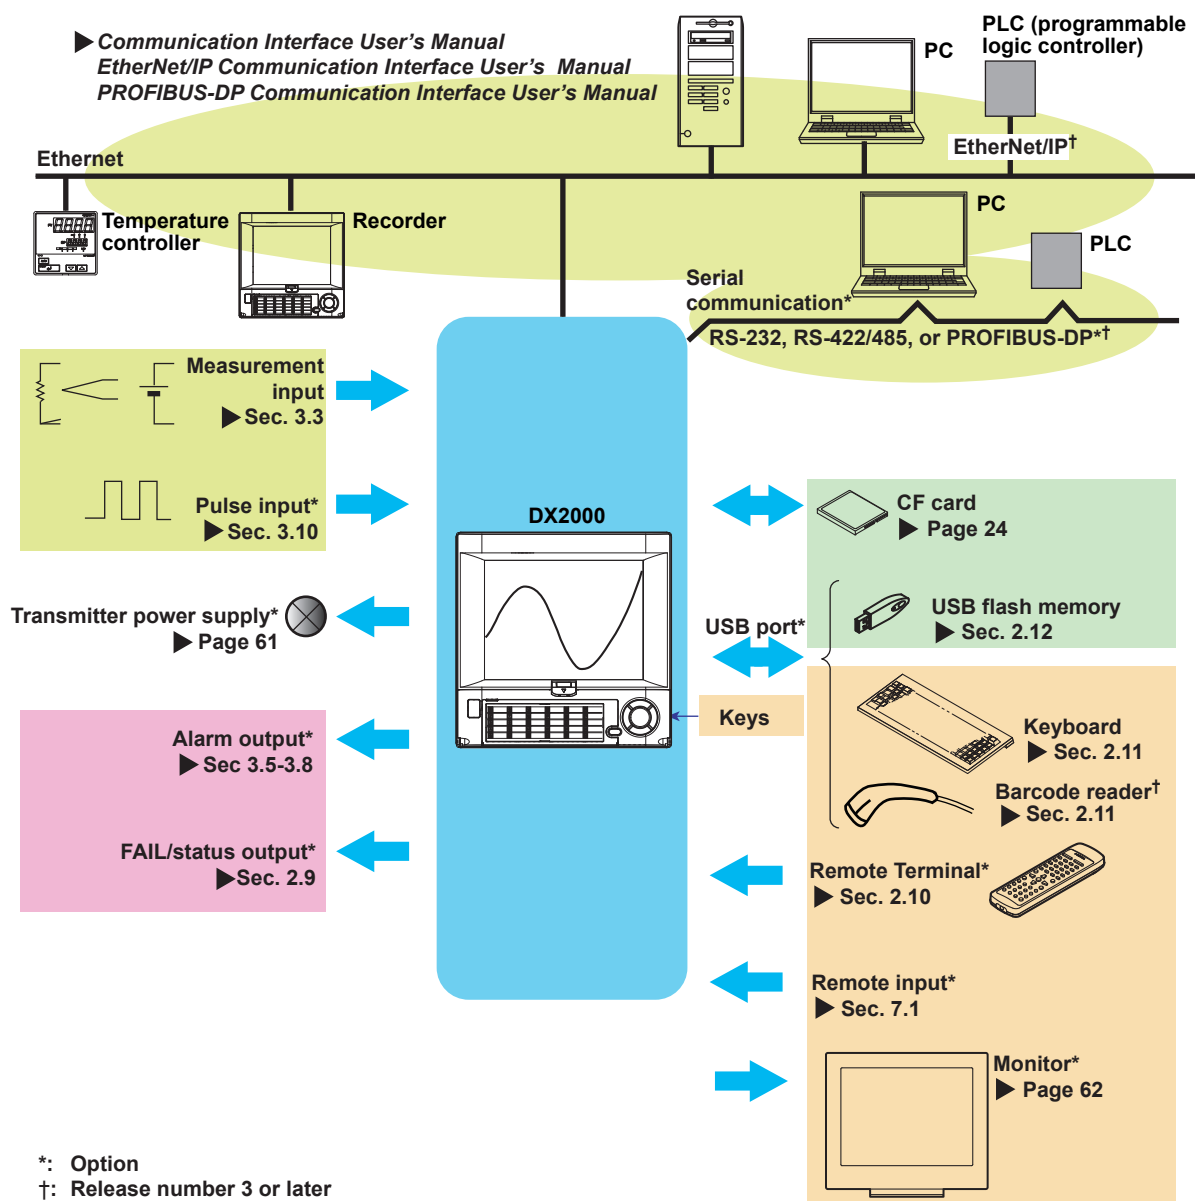 ▶Communication Interface User's Manual
EtherNet/IP Communication Interface User's Manual
PROFIBUS-DP Communication Interface User's Manual
PC
PLC (programmable
logic controller)
EtherNet/IP†
Ethernet
Temperature
controller
Recorder
PC
PLC
Serial
communication*
RS-232, RS-422/485, or PROFIBUS-DP*†
Measurement
input
▶Sec. 3.3
Pulse input*
▶Sec. 3.10
Transmitter power supply*
▶Page 61
Alarm output*
▶Sec 3.5-3.8
FAIL/status output*
▶Sec. 2.9
DX2000
Keys
CF card
▶ Page 24
USB port*
USB flash memory
▶ Sec. 2.12
Keyboard
▶ Sec. 2.11
Barcode reader†
▶ Sec. 2.11
Remote Terminal*
▶ Sec. 2.10
Remote input*
▶ Sec. 7.1
Monitor*
▶ Page 62
*: Option
†: Release number 3 or later